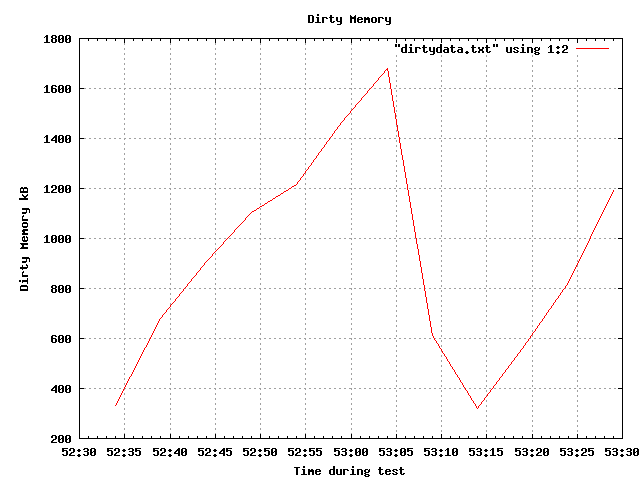 Dirty Memory
"dirtydata.txt" using 1:2
1800
1600
1400
1200
1000
800
600
400
200
Dirty Memory kB
52:30 52:35 52:40 52:45 52:50 52:55 53:00 53:05 53:10 53:15 53:20 53:25 53:30
Time during test